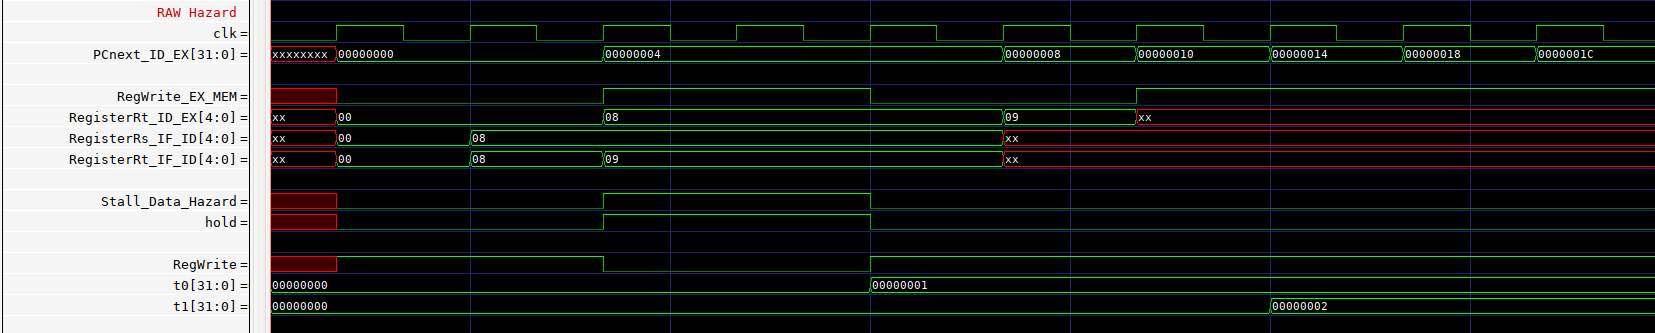 RAW Hazard
clk=
PCnext_ID_EX[31:0]= xxxxxxxx 00000000 00000004 00000008 00000010 00000014 00000018 0000001C
RegWrite_EX_MEM=
RegisterRt_ID_EX[4:0]= xx 00 08 09 xx
RegisterRs_IF_ID[4:0]= xx 00 08 xx
RegisterRt_IF_ID[4:0]= xx 00 08 09 xx
Stall_Data_Hazard=
hold=
RegWrite=
t0[31:0]= 00000000 00000001
t1[31:0]= 00000000 00000002